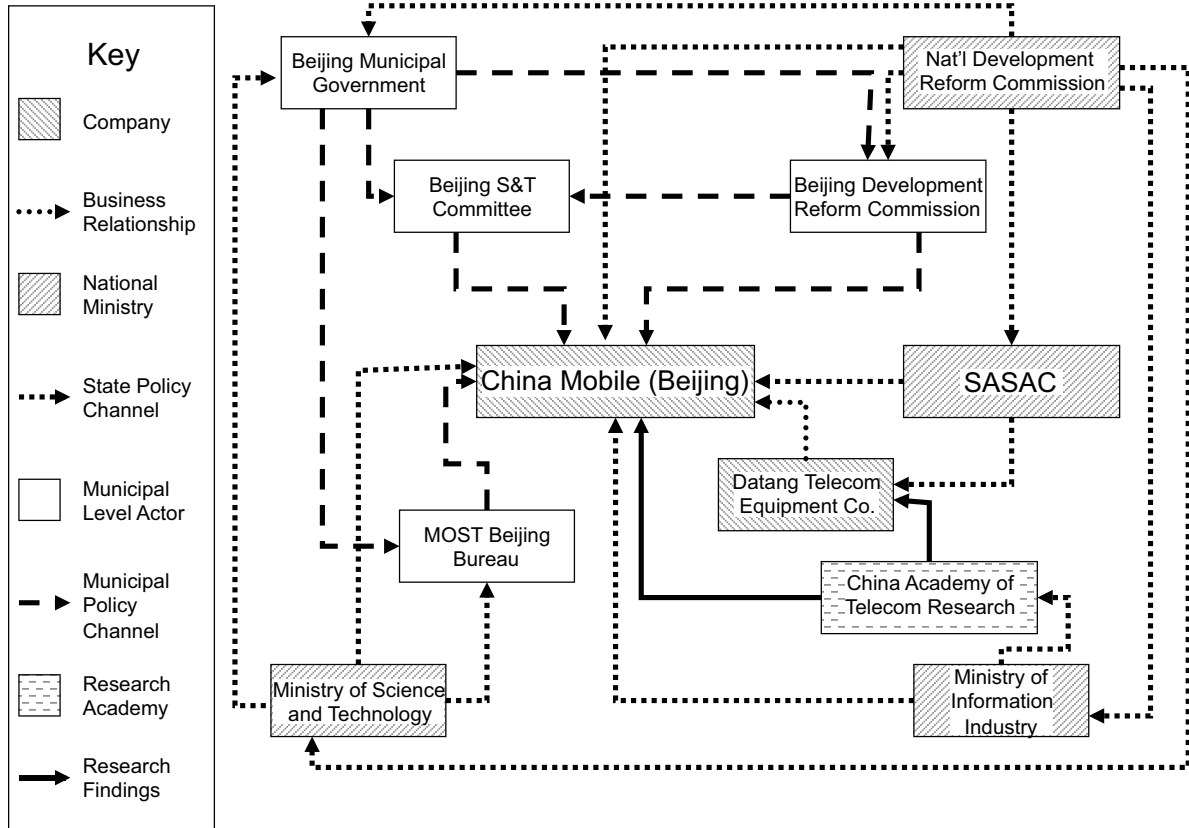 Key
Company
Business
Relationship
National
Ministry
State Policy
Channel
Municipal
Level Actor
Municipal
Policy
Channel
Research
Academy
Research
Findings
Beijing Municipal
Government
Nat'l Development
Reform Commission
Beijing S&T
Committee
Beijing Development
Reform Commission
China Mobile (Beijing)
SASAC
Datang Telecom
Equipment Co.
MOST Beijing
Bureau
China Academy of
Telecom Research
Ministry of Science
and Technology
Ministry of
Information
Industry